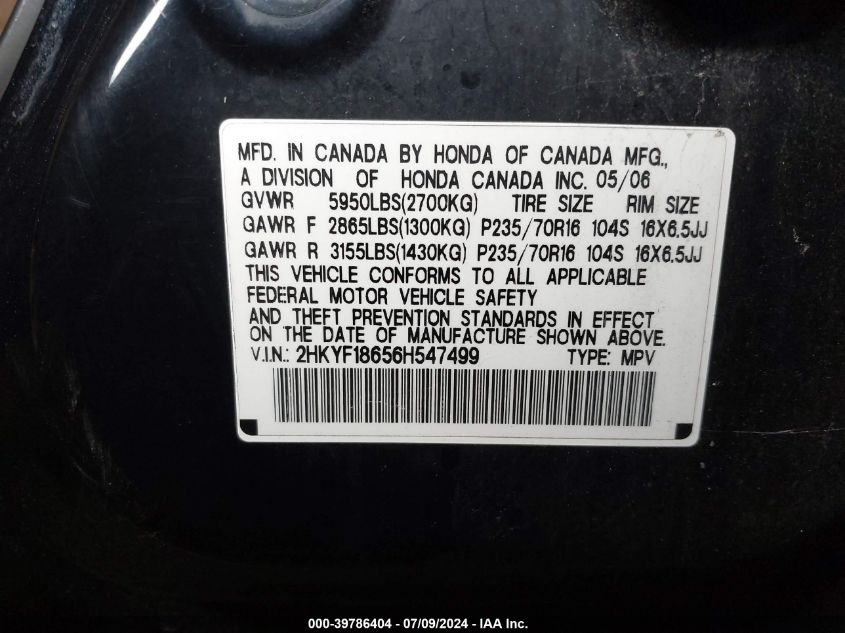 MFD. IN CANADA BY HONDA OF CANADA MFG.,
A DIVISION OF HONDA CANADA INC. 05/06
GVWR 5950LBS(2700KG) TIRE SIZE RIM SIZE
GAWR F 2865LBS(1300KG) P235/70R16 104S 16X6.5JJ
GAWR R 3155LBS(1430KG) P235/70R16 104S 16X6.5JJ
THIS VEHICLE CONFORMS TO ALL APPLICABLE
FEDERAL MOTOR VEHICLE SAFETY
AND THEFT PREVENTION STANDARDS IN EFFECT
ON THE DATE OF MANUFACTURE SHOWN ABOVE.
V.I.N.: 2HKYF18656H547499 TYPE: MPV
000-39786404 - 07/09/2024 - IAA Inc.